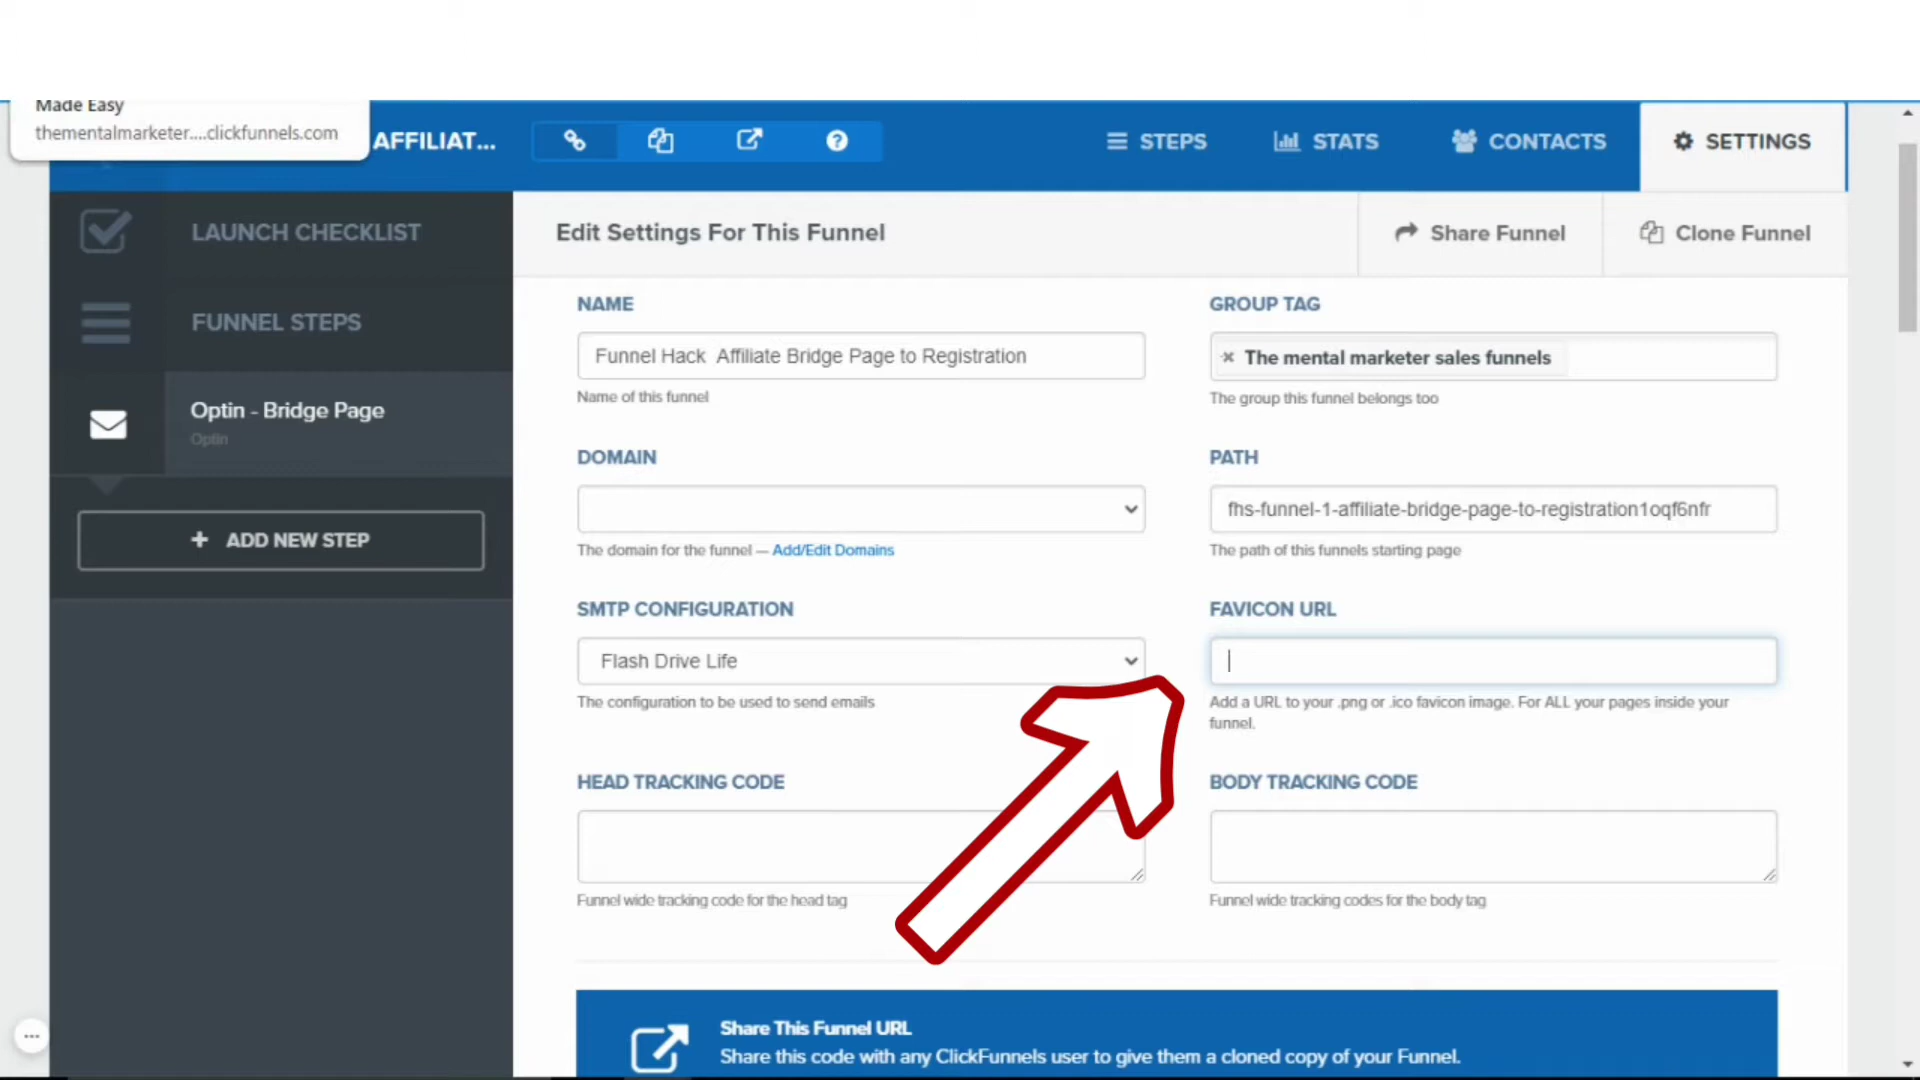 Made Easy
thementalmarketer....clickfunnels.com
AFFILIAT...
STEPS
STATS
CONTACTS
SETTINGS
LAUNCH CHECKLIST
FUNNEL STEPS
Optin - Bridge Page
Optin
+ ADD NEW STEP
Edit Settings For This Funnel
Share Funnel
Clone Funnel
NAME
Funnel Hack Affiliate Bridge Page to Registration
Name of this funnel
GROUP TAG
× The mental marketer sales funnels
The group this funnel belongs too
DOMAIN
The domain for the funnel — Add/Edit Domains
PATH
fhs-funnel-1-affiliate-bridge-page-to-registration1oqf6nfr
The path of this funnels starting page
SMTP CONFIGURATION
Flash Drive Life
The configuration to be used to send emails
FAVICON URL
Add a URL to your .png or .ico favicon image. For ALL your pages inside your
funnel.
HEAD TRACKING CODE
Funnel wide tracking code for the head tag
BODY TRACKING CODE
Funnel wide tracking codes for the body tag
Share This Funnel URL
Share this code with any ClickFunnels user to give them a cloned copy of your Funnel.